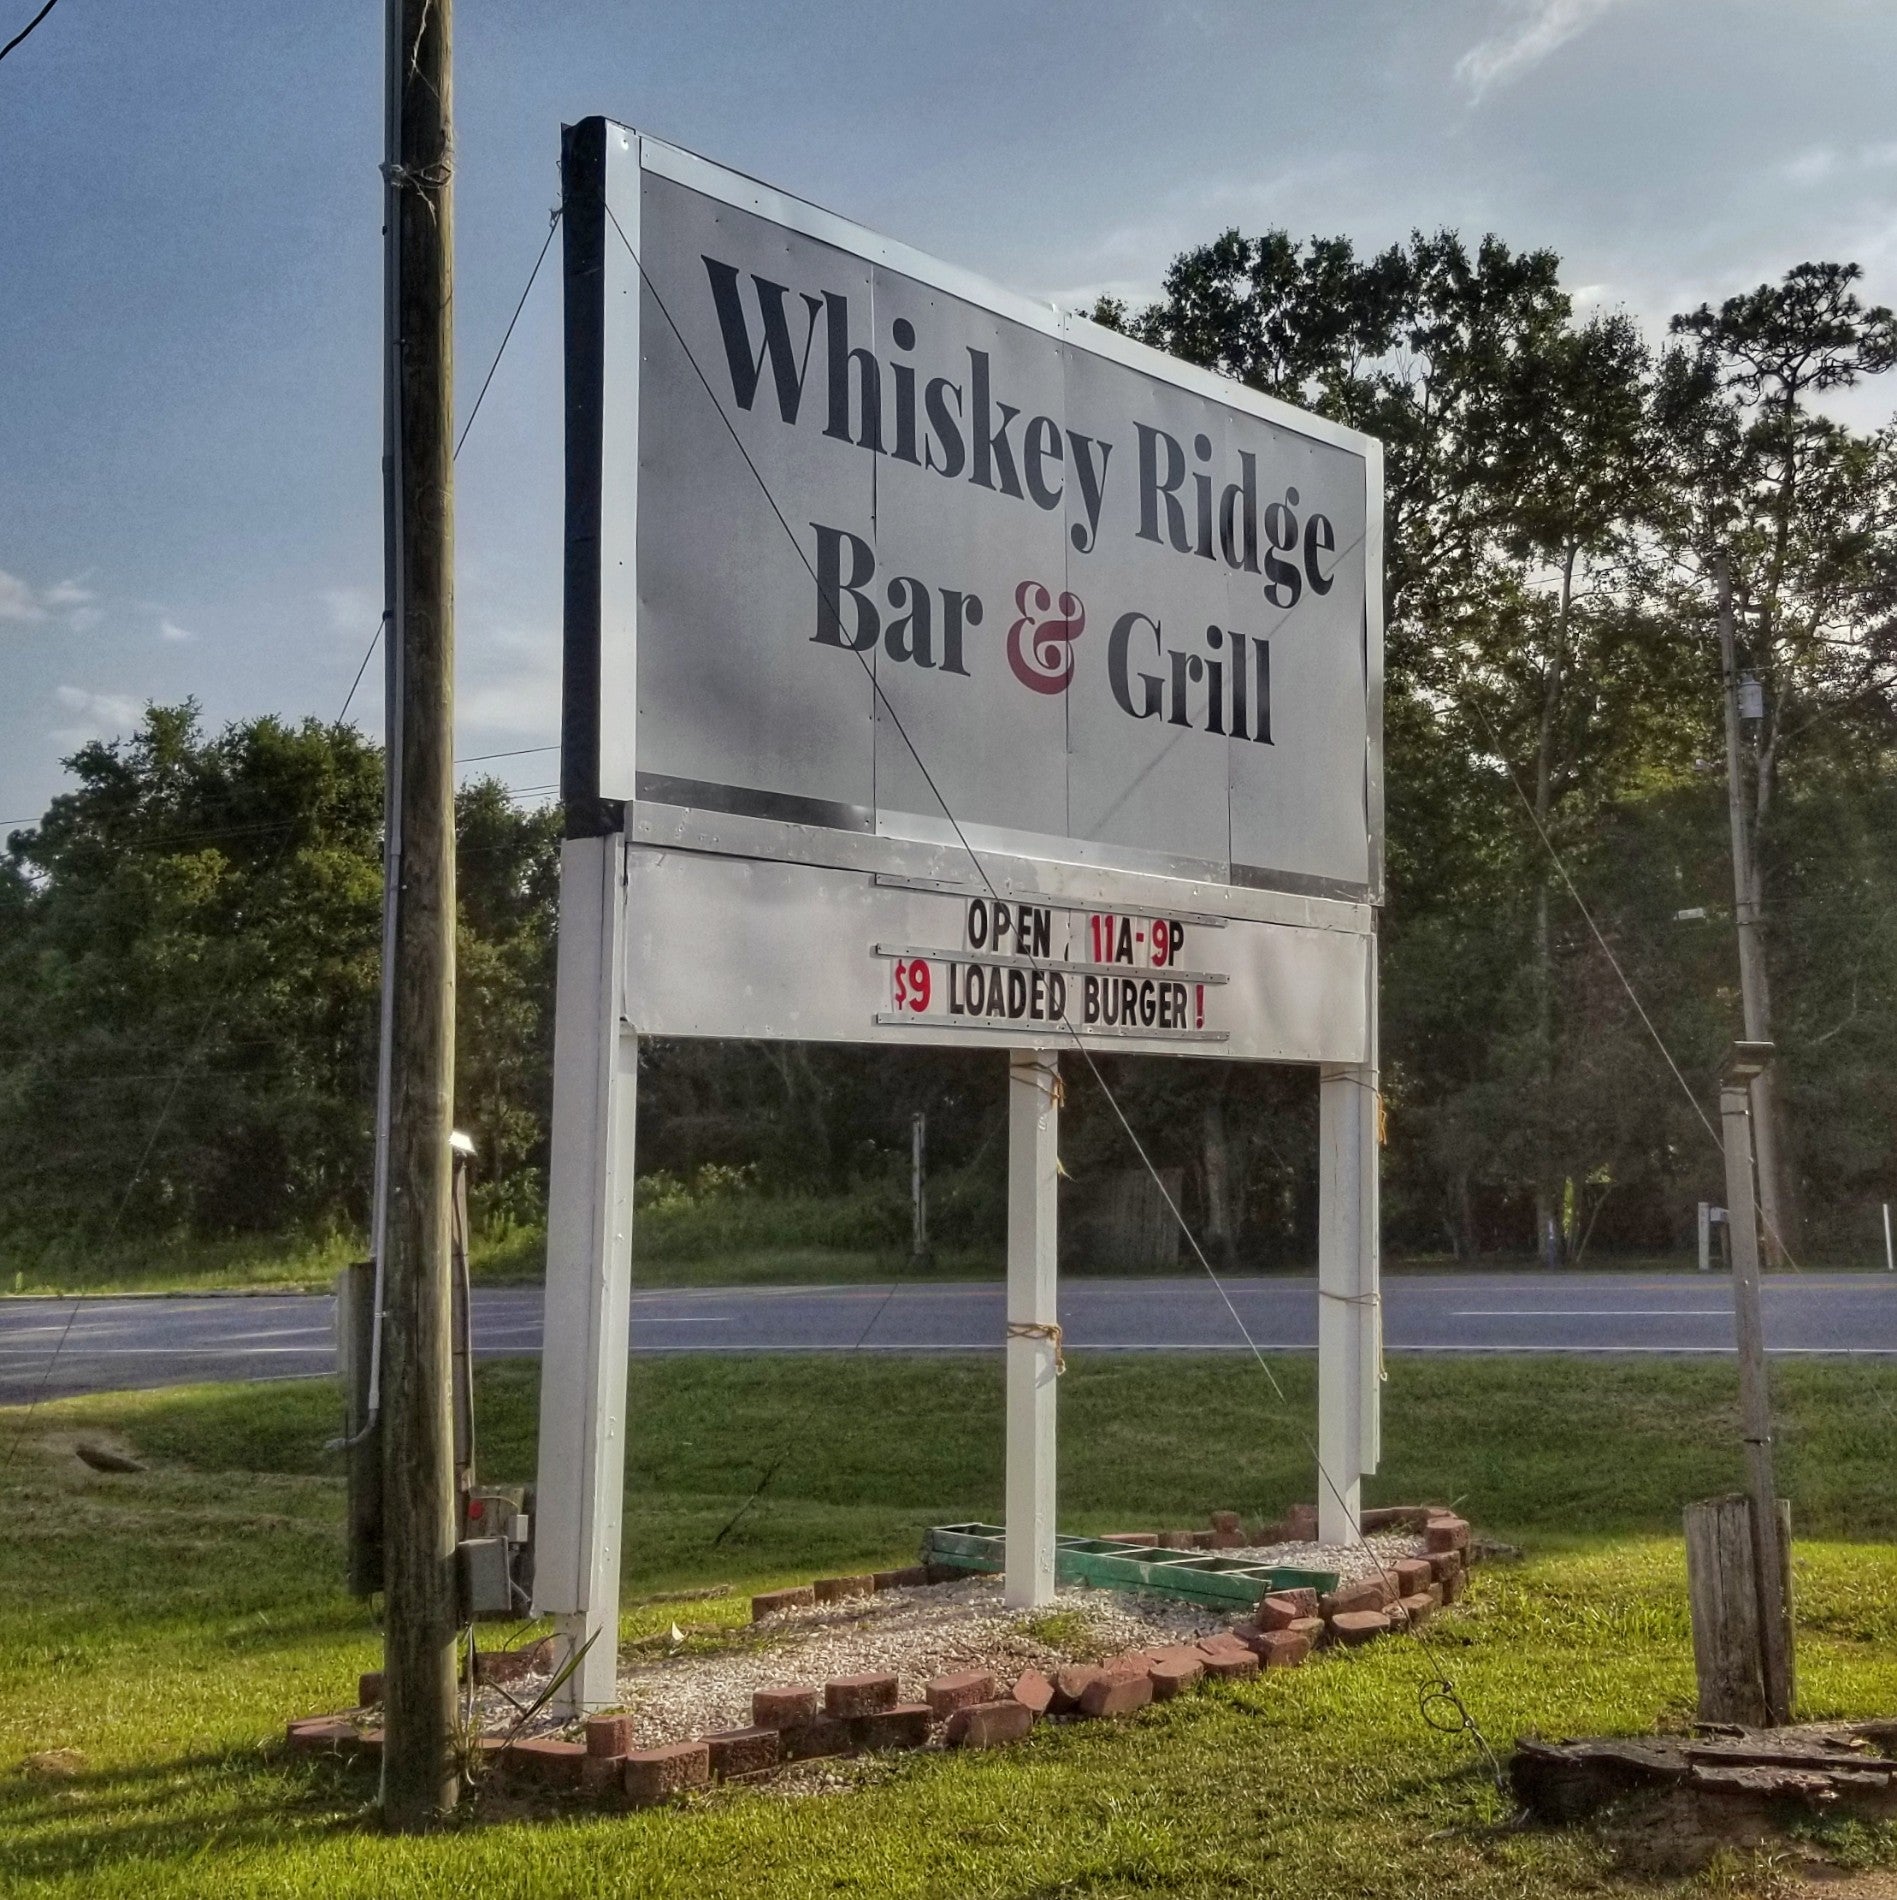 Whiskey Ridge
Bar & Grill
OPEN 11A-9P
$9 LOADED BURGER!